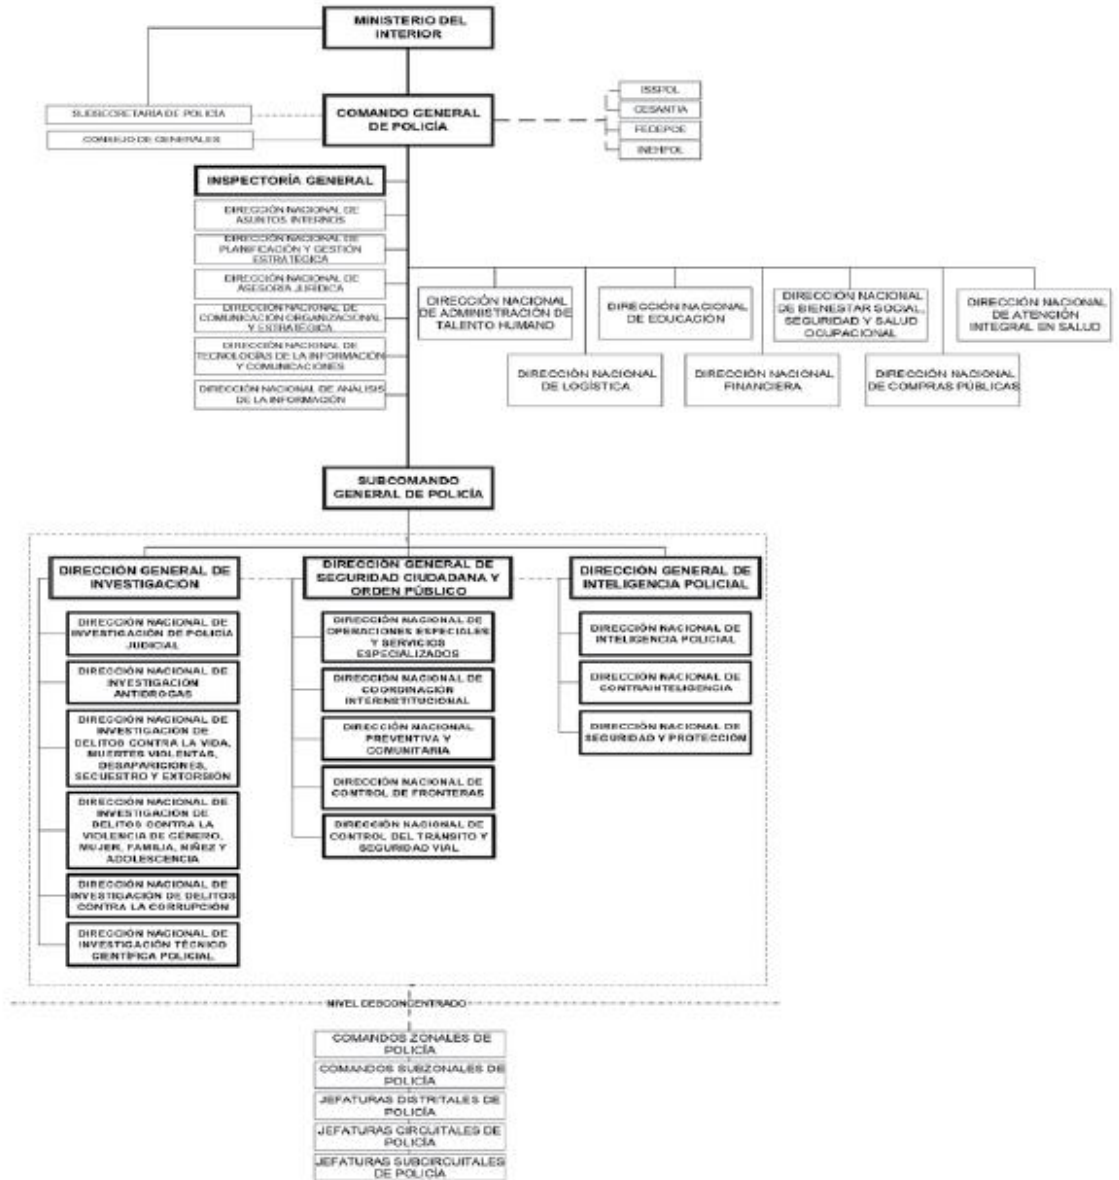 MINISTERIO DEL
INTERIOR
SUBSECRETARÍA DE POLICÍA
CONSEJO DE GENERALES
COMANDO GENERAL
DE POLICÍA
ISSPOL
CESANTIA
FEDEPOE
INEHPOL
INSPECTORÍA GENERAL
DIRECCIÓN NACIONAL DE
ASUNTOS INTERNOS
DIRECCIÓN NACIONAL DE
PLANIFICACIÓN Y GESTIÓN
ESTRATÉGICA
DIRECCIÓN NACIONAL DE
ASESORIA JURÍDICA
DIRECCIÓN NACIONAL DE
COMUNICACIÓN ORGANIZACIONAL
Y ESTRATÉGICA
DIRECCIÓN NACIONAL DE
TECNOLOGÍAS DE LA INFORMACIÓN
Y COMUNICACIONES
DIRECCIÓN NACIONAL DE ANÁLISIS
DE LA INFORMACIÓN
DIRECCIÓN NACIONAL
DE ADMINISTRACIÓN DE
TALENTO HUMANO
DIRECCIÓN NACIONAL
DE EDUCACIÓN
DIRECCIÓN NACIONAL
DE BIENESTAR SOCIAL,
SEGURIDAD Y SALUD
OCUPACIONAL
DIRECCIÓN NACIONAL
DE ATENCIÓN
INTEGRAL EN SALUD
DIRECCIÓN NACIONAL
DE LOGÍSTICA
DIRECCIÓN NACIONAL
FINANCIERA
DIRECCIÓN NACIONAL
DE COMPRAS PÚBLICAS
SUBCOMANDO
GENERAL DE POLICÍA
DIRECCIÓN GENERAL DE
INVESTIGACIÓN
DIRECCIÓN NACIONAL DE
INVESTIGACIÓN DE POLICÍA
JUDICIAL
DIRECCIÓN NACIONAL DE
INVESTIGACIÓN
ANTIDROGAS
DIRECCIÓN NACIONAL DE
INVESTIGACIÓN DE
DELITOS CONTRA LA VIDA,
MUERTES VIOLENTAS,
DESAPARICIONES,
SECUESTRO Y EXTORSIÓN
DIRECCIÓN NACIONAL DE
INVESTIGACIÓN DE
DELITOS CONTRA LA
VIOLENCIA DE GÉNERO,
MUJER, FAMILIA, NIÑEZ Y
ADOLESCENCIA
DIRECCIÓN NACIONAL DE
INVESTIGACIÓN DE DELITOS
CONTRA LA CORRUPCIÓN
DIRECCIÓN NACIONAL DE
INVESTIGACIÓN TÉCNICO
CIENTÍFICA POLICIAL
DIRECCIÓN GENERAL DE
SEGURIDAD CIUDADANA Y
ORDEN PÚBLICO
DIRECCIÓN NACIONAL DE
OPERACIONES ESPECIALES
Y SERVICIOS
ESPECIALIZADOS
DIRECCIÓN NACIONAL DE
COORDINACIÓN
INTERINSTITUCIONAL
DIRECCIÓN NACIONAL
PREVENTIVA Y
COMUNITARIA
DIRECCIÓN NACIONAL DE
CONTROL DE FRONTERAS
DIRECCIÓN NACIONAL DE
CONTROL DEL TRÁNSITO Y
SEGURIDAD VIAL
DIRECCIÓN GENERAL DE
INTELIGENCIA POLICIAL
DIRECCIÓN NACIONAL DE
INTELIGENCIA POLICIAL
DIRECCIÓN NACIONAL DE
CONTRAINTELIGENCIA
DIRECCIÓN NACIONAL DE
SEGURIDAD Y PROTECCIÓN
NIVEL DESCONCENTRADO
COMANDOS ZONALES DE
POLICÍA
COMANDOS SUBZONALES DE
POLICÍA
JEFATURAS DISTRITALES DE
POLICÍA
JEFATURAS CIRCUITALES DE
POLICÍA
JEFATURAS SUBCIRCUITALES
DE POLICÍA